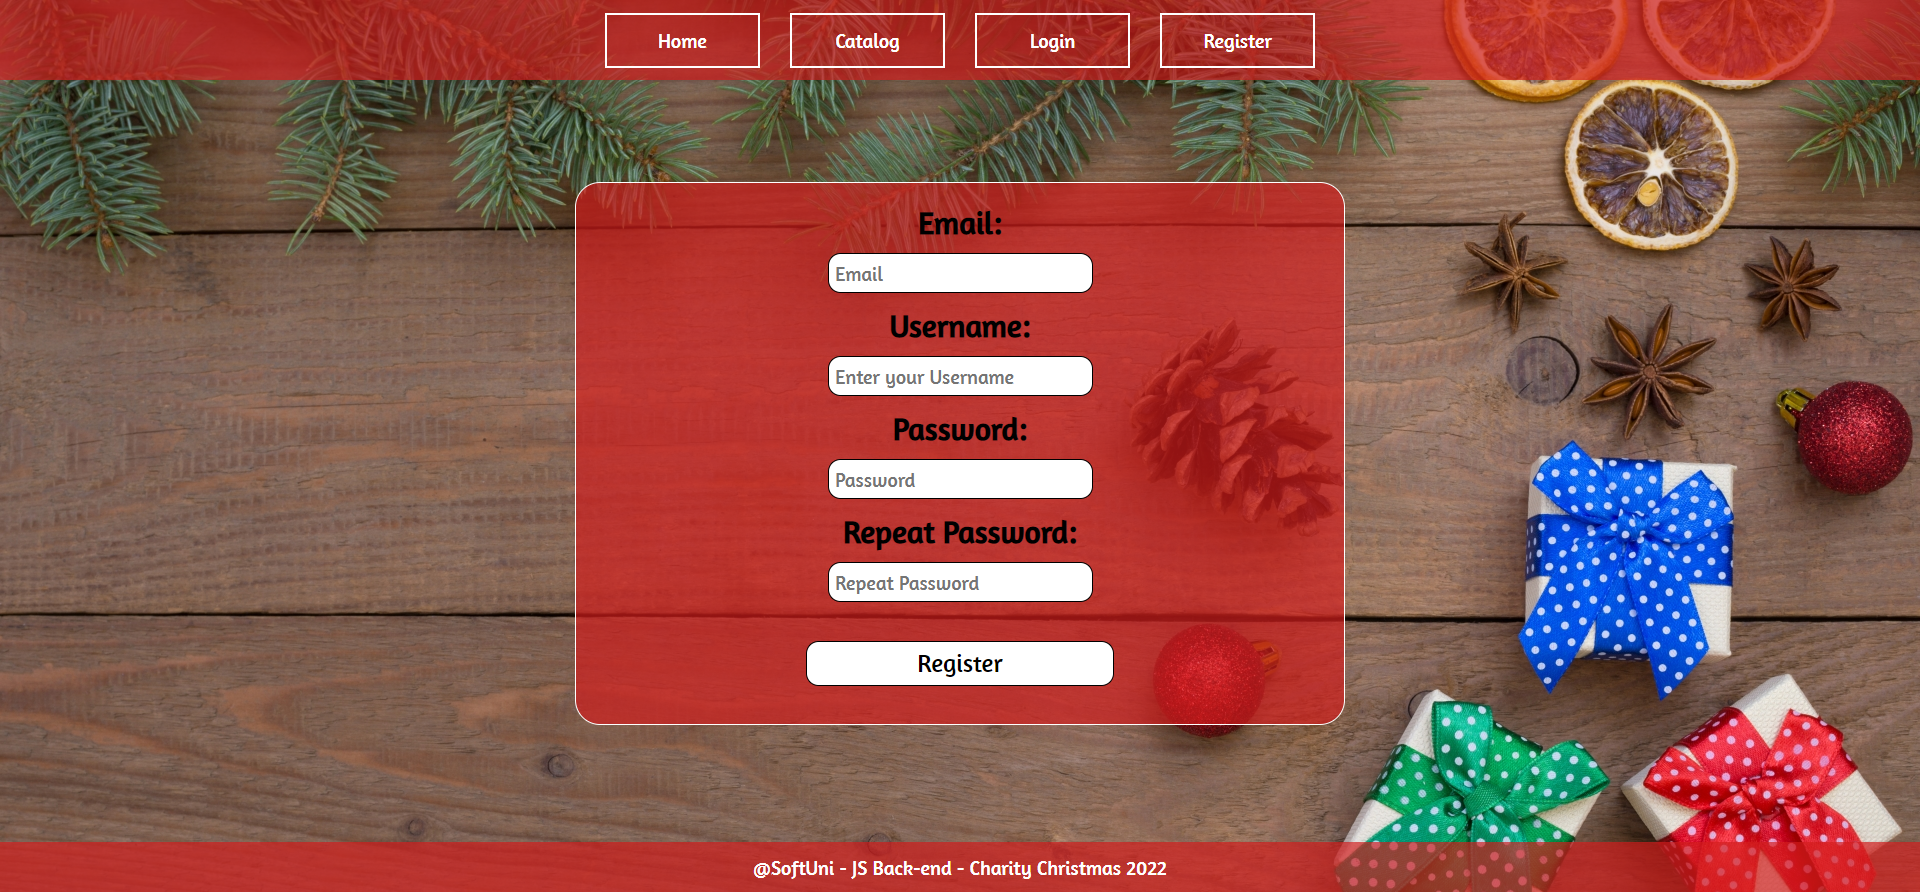 Home
Catalog
Login
Register
Email:
Email
Username:
Enter your Username
Password:
Password
Repeat Password:
Repeat Password
Register
@SoftUni - JS Back-end - Charity Christmas 2022